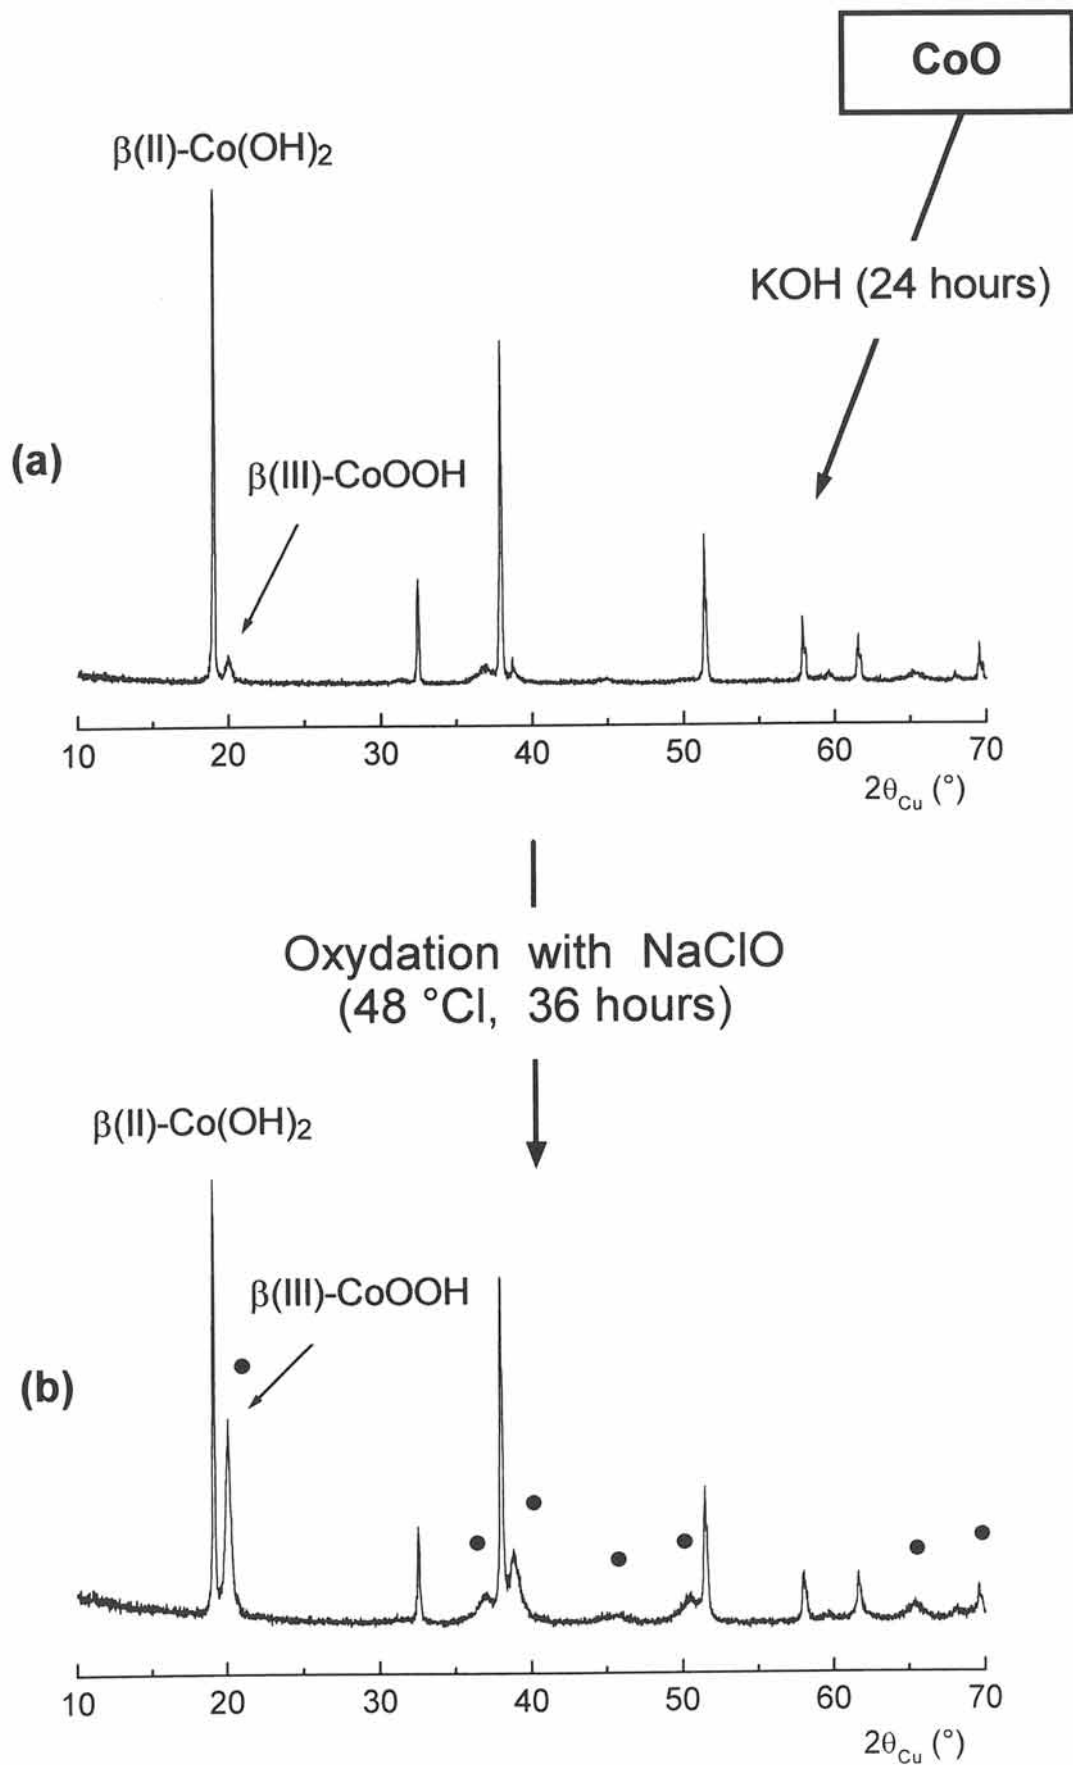 CoO
β(II)-Co(OH)2
KOH (24 hours)
(a)
β(III)-CoOOH
10 20 30 40 50 60 70
2θCu (°)
Oxydation with NaClO
(48 °Cl, 36 hours)
β(II)-Co(OH)2
β(III)-CoOOH
(b)
10 20 30 40 50 60 70
2θCu (°)